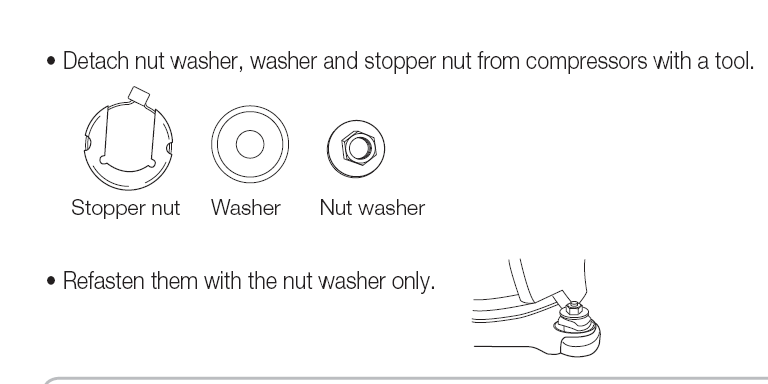 • Detach nut washer, washer and stopper nut from compressors with a tool.
Stopper nut Washer Nut washer
• Refasten them with the nut washer only.